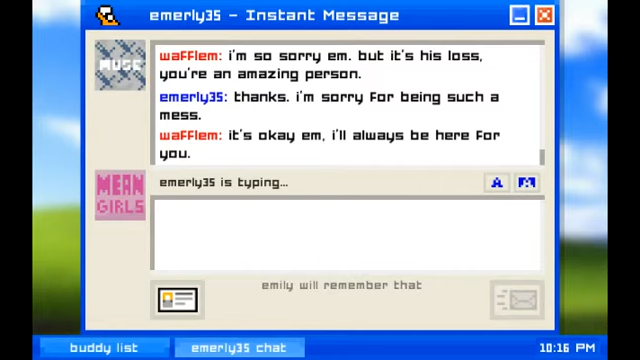 emerly35 - Instant Message
MUSE
wafflem: i'm so sorry em. but it's his loss,
you're an amazing person.
emerly35: thanks. i'm sorry for being such a
mess.
wafflem: it's okay em, i'll always be here for
you.
emerly35 is typing...
A A
MEAN
GIRLS
emily will remember that
buddy list
emerly35 chat
10:16 PM